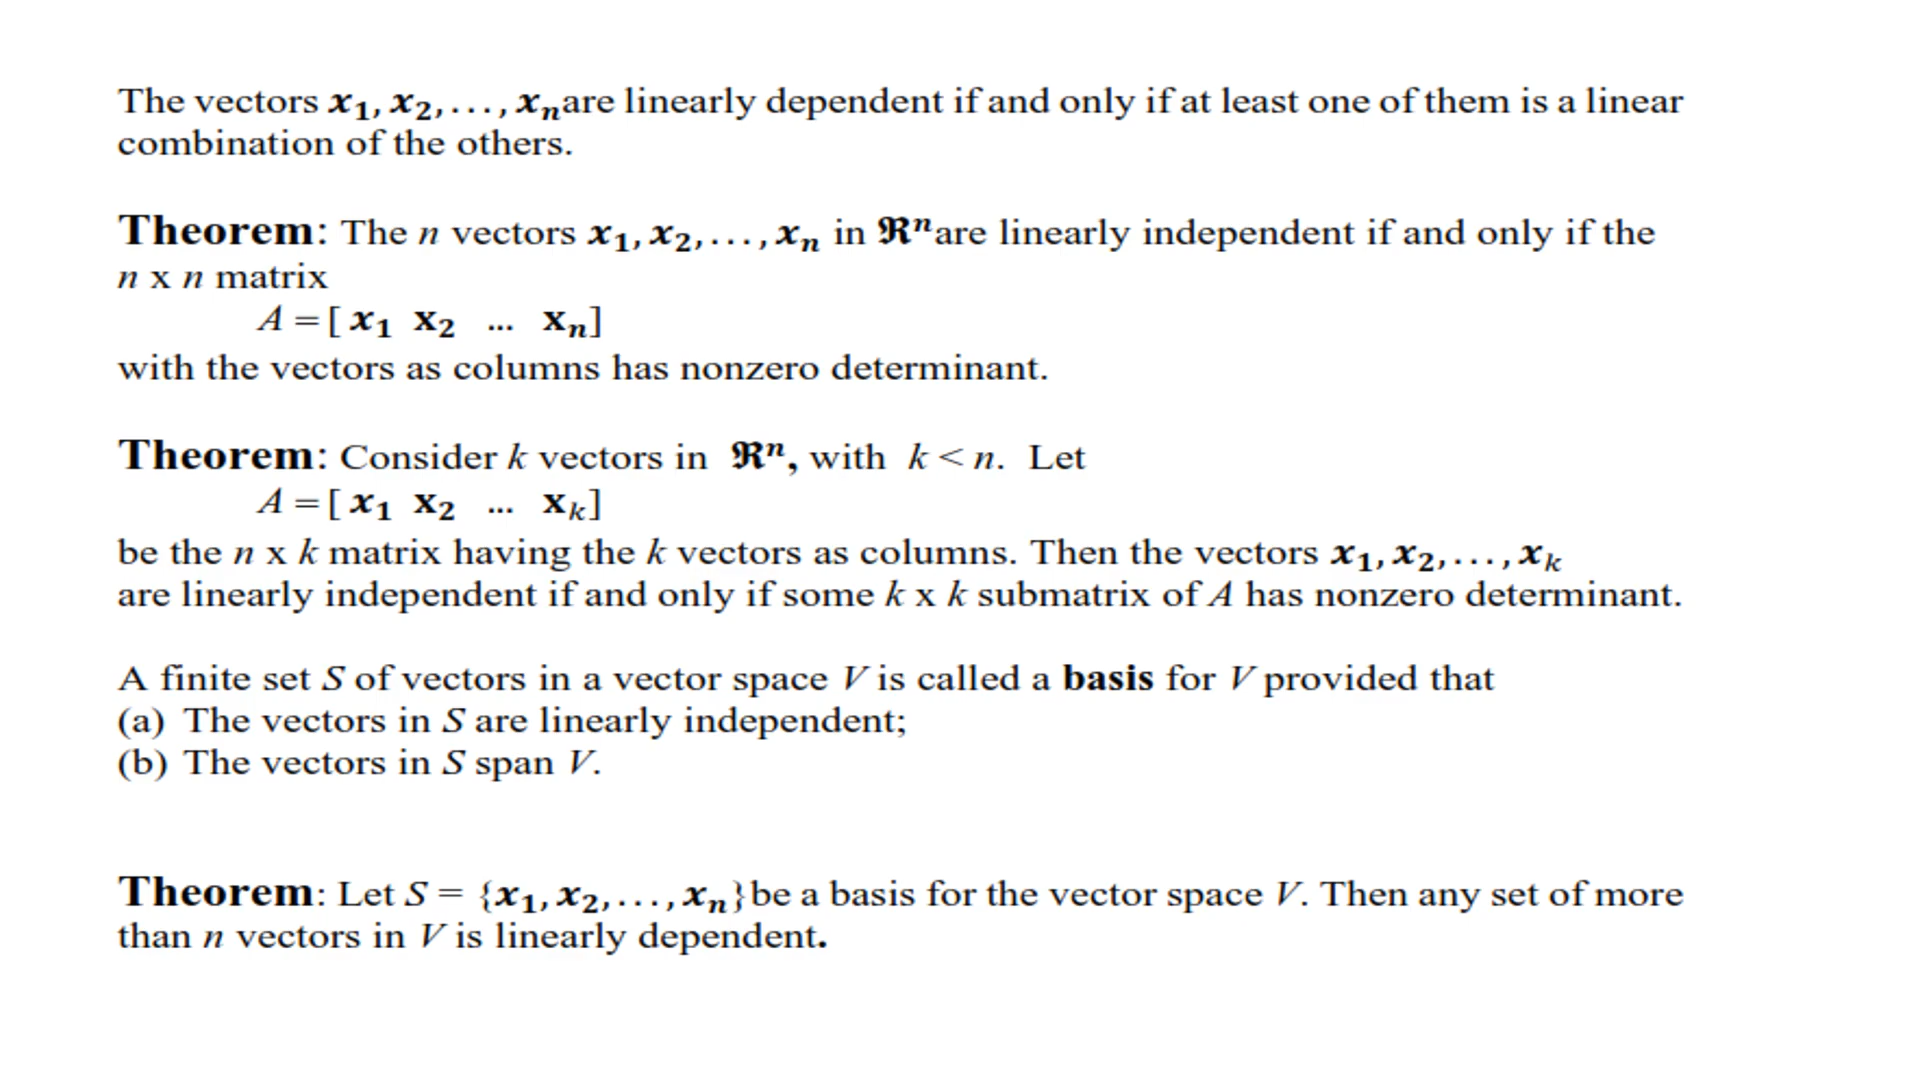 The vectors x₁, x₂, . . . , xₙare linearly dependent if and only if at least one of them is a linear
combination of the others.
Theorem: The n vectors x₁, x₂, . . . , xₙ in ℜⁿare linearly independent if and only if the
n x n matrix
A = [ x₁ x₂ ... xₙ]
with the vectors as columns has nonzero determinant.
Theorem: Consider k vectors in ℜⁿ, with k < n. Let
A = [ x₁ x₂ ... xₖ]
be the n x k matrix having the k vectors as columns. Then the vectors x₁, x₂, . . . , xₖ
are linearly independent if and only if some k x k submatrix of A has nonzero determinant.
A finite set S of vectors in a vector space V is called a basis for V provided that
(a) The vectors in S are linearly independent;
(b) The vectors in S span V.
Theorem: Let S = {x₁, x₂, . . . , xₙ}be a basis for the vector space V. Then any set of more
than n vectors in V is linearly dependent.